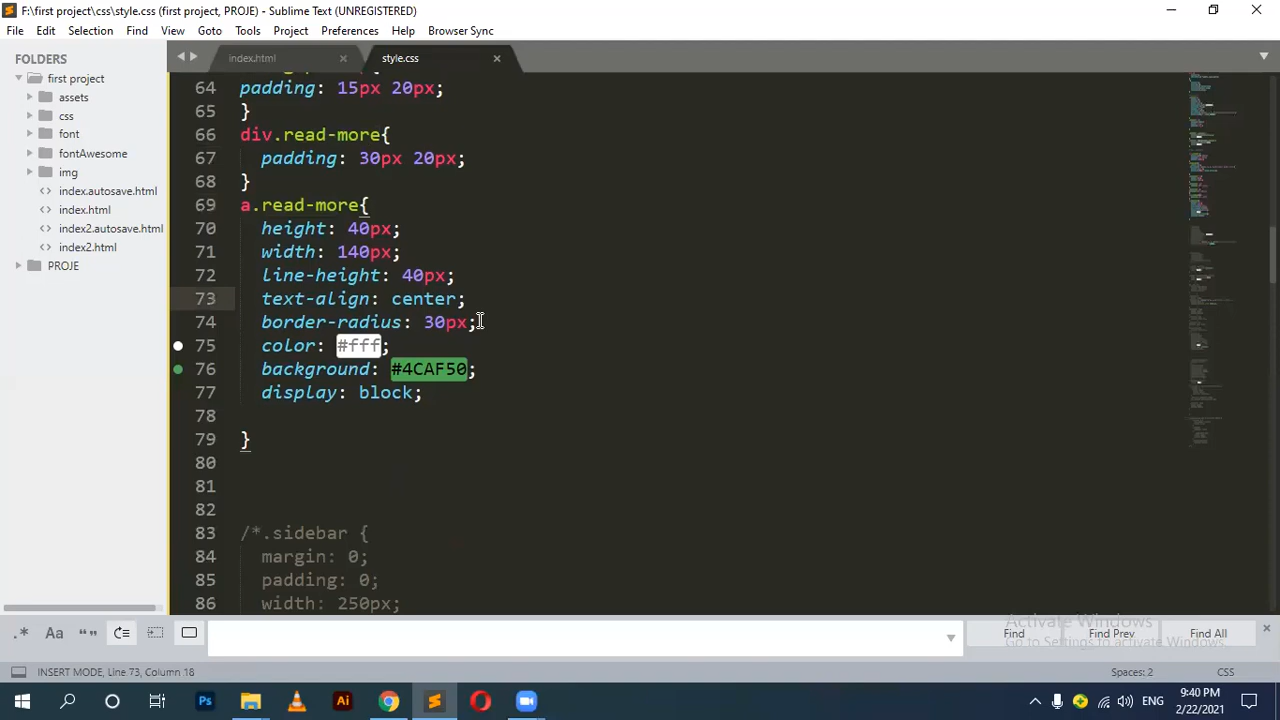 F:\first project\css\style.css (first project, PROJE) - Sublime Text (UNREGISTERED)
File Edit Selection Find View Goto Tools Project Preferences Help Browser Sync
FOLDERS
first project
assets
css
font
fontAwesome
img
index.autosave.html
index.html
index2.autosave.html
index2.html
PROJE
index.html style.css
64 padding: 15px 20px;
65 }
66 div.read-more{
67 padding: 30px 20px;
68 }
69 a.read-more{
70 height: 40px;
71 width: 140px;
72 line-height: 40px;
73 text-align: center;
74 border-radius: 30px;
75 color: #fff;
76 background: #4CAF50;
77 display: block;
78
79 }
80
81
82
83 /*.sidebar {
84 margin: 0;
85 padding: 0;
86 width: 250px;
Activate Windows
Go to Settings to activate Windows.
.* Aa “” Find Find Prev Find All
INSERT MODE, Line 73, Column 18 Spaces: 2 CSS
Ps Ai ENG 9:40 PM
2/22/2021